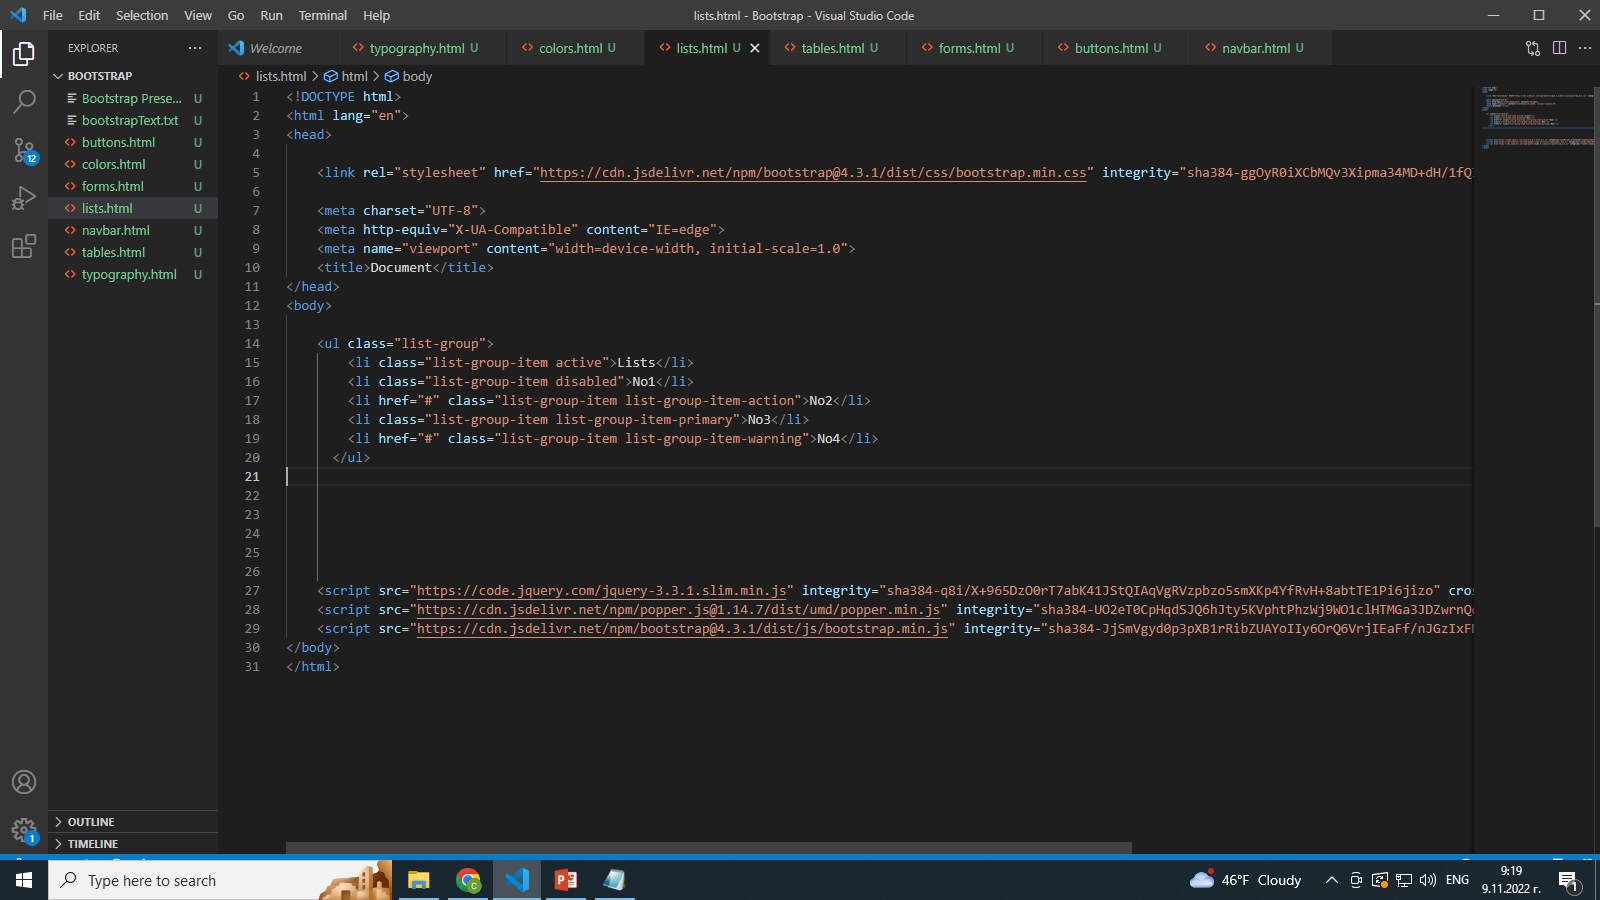 File Edit Selection View Go Run Terminal Help
lists.html - Bootstrap - Visual Studio Code
EXPLORER
BOOTSTRAP
Bootstrap Prese... U
bootstrapText.txt U
buttons.html U
colors.html U
forms.html U
lists.html U
navbar.html U
tables.html U
typography.html U
OUTLINE
TIMELINE
12
1
Welcome typography.html U colors.html U lists.html U tables.html U forms.html U buttons.html U navbar.html U
lists.html > html > body
1 <!DOCTYPE html>
2 <html lang="en">
3 <head>
4
5 <link rel="stylesheet" href="https://cdn.jsdelivr.net/npm/bootstrap@4.3.1/dist/css/bootstrap.min.css" integrity="sha384-ggOyR0iXCbMQv3Xipma34MD+dH/1fQ
6
7 <meta charset="UTF-8">
8 <meta http-equiv="X-UA-Compatible" content="IE=edge">
9 <meta name="viewport" content="width=device-width, initial-scale=1.0">
10 <title>Document</title>
11 </head>
12 <body>
13
14 <ul class="list-group">
15 <li class="list-group-item active">Lists</li>
16 <li class="list-group-item disabled">No1</li>
17 <li href="#" class="list-group-item list-group-item-action">No2</li>
18 <li class="list-group-item list-group-item-primary">No3</li>
19 <li href="#" class="list-group-item list-group-item-warning">No4</li>
20 </ul>
21
22
23
24
25
26
27 <script src="https://code.jquery.com/jquery-3.3.1.slim.min.js" integrity="sha384-q8i/X+965DzO0rT7abK41JStQIAqVgRVzpbzo5smXKp4YfRvH+8abtTE1Pi6jizo" cros
28 <script src="https://cdn.jsdelivr.net/npm/popper.js@1.14.7/dist/umd/popper.min.js" integrity="sha384-UO2eT0CpHqdSJQ6hJty5KVphtPhzWj9WO1clHTMGa3JDZwrnQ
29 <script src="https://cdn.jsdelivr.net/npm/bootstrap@4.3.1/dist/js/bootstrap.min.js" integrity="sha384-JjSmVgyd0p3pXB1rRibZUAYoIIy6OrQ6VrjIEaFf/nJGzIxF
30 </body>
31 </html>
Type here to search
46°F Cloudy
ENG
9:19
9.11.2022 г.
1